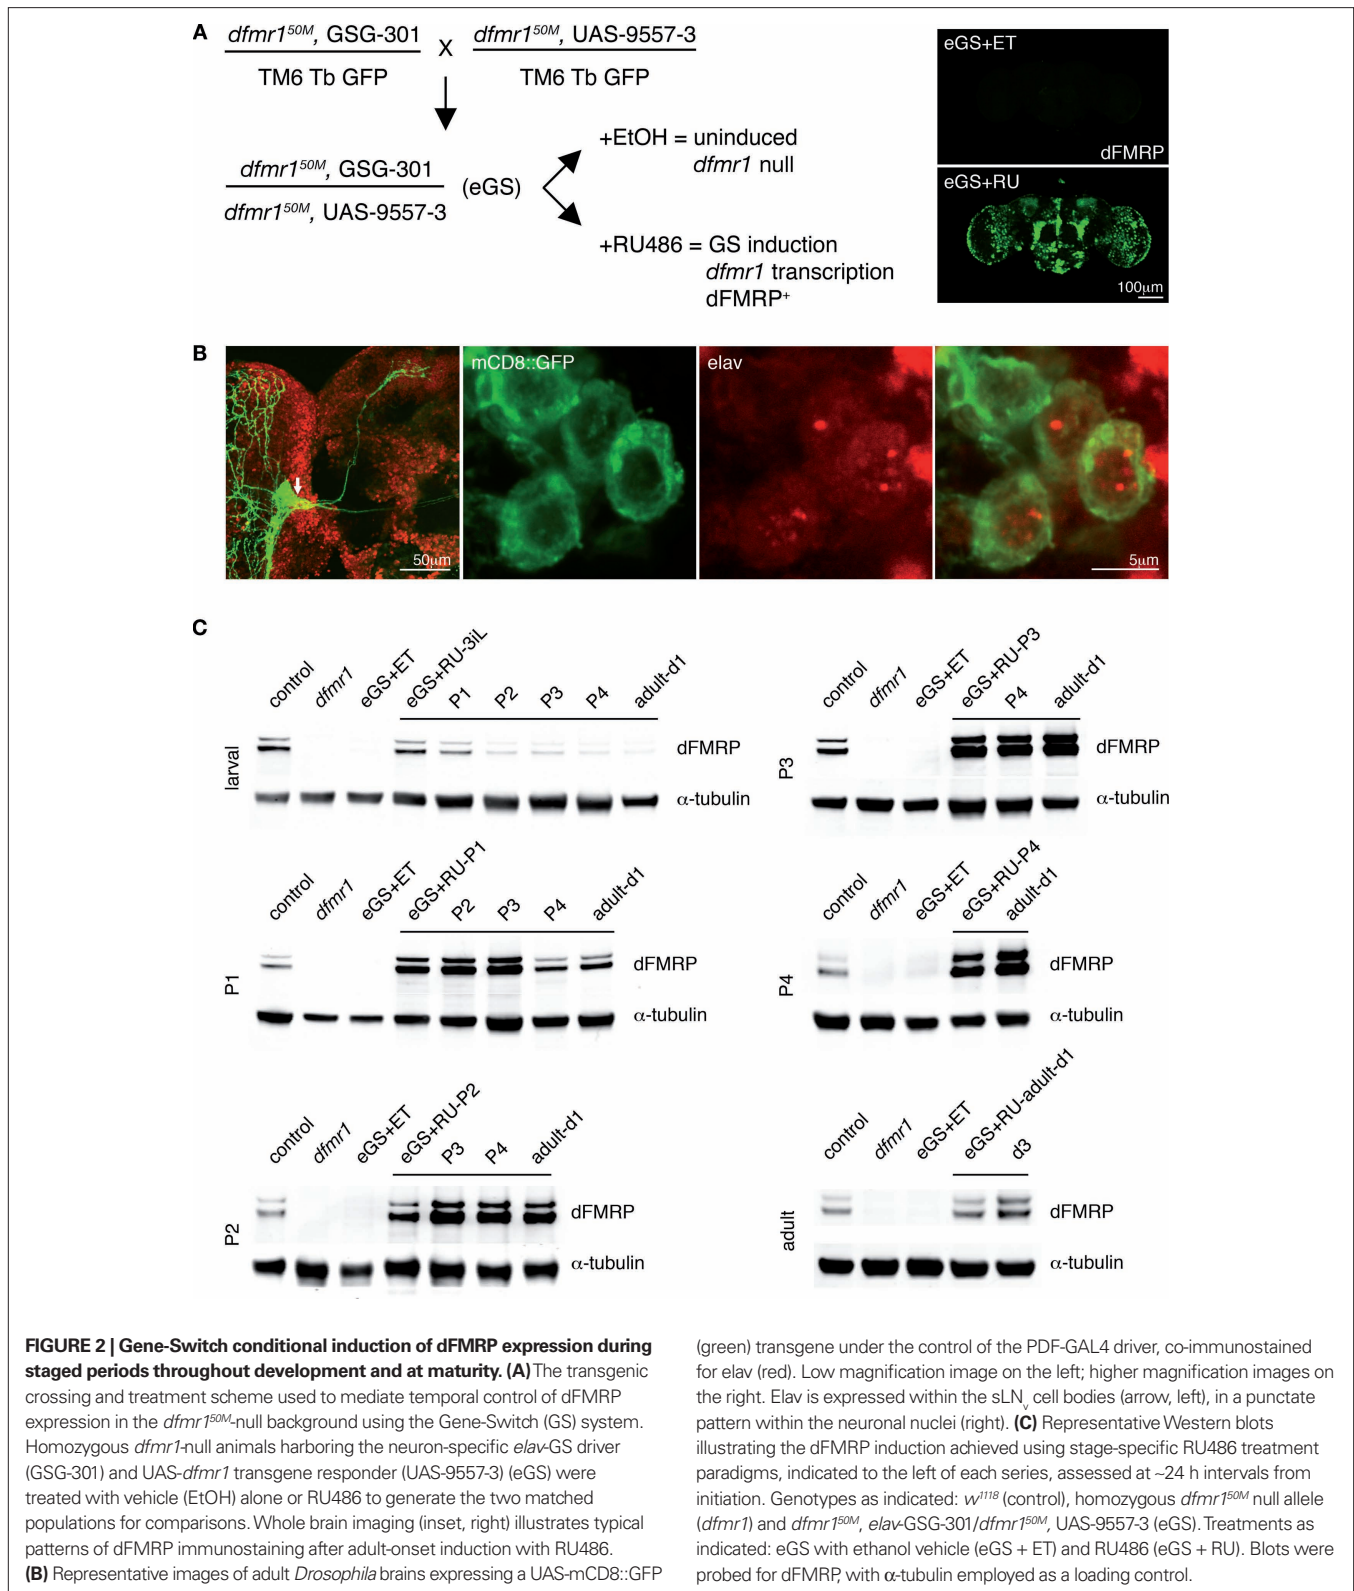 A
dfmr1^50M, GSG-301
TM6 Tb GFP
X
dfmr1^50M, UAS-9557-3
TM6 Tb GFP
dfmr1^50M, GSG-301
dfmr1^50M, UAS-9557-3
(eGS)
+EtOH = uninduced
dfmr1 null
+RU486 = GS induction
dfmr1 transcription
dFMRP+
eGS+ET
dFMRP
eGS+RU
100μm
B
50μm
mCD8::GFP
elav
5μm
C
larval
control dfmr1 eGS+ET eGS+RU-3iL P1 P2 P3 P4 adult-d1
dFMRP
α-tubulin
P3
control dfmr1 eGS+ET eGS+RU-P3 P4 adult-d1
dFMRP
α-tubulin
P1
control dfmr1 eGS+ET eGS+RU-P1 P2 P3 P4 adult-d1
dFMRP
α-tubulin
P4
control dfmr1 eGS+ET eGS+RU-P4 adult-d1
dFMRP
α-tubulin
P2
control dfmr1 eGS+ET eGS+RU-P2 P3 P4 adult-d1
dFMRP
α-tubulin
adult
control dfmr1 eGS+ET eGS+RU-adult-d1 d3
dFMRP
α-tubulin
FIGURE 2 | Gene-Switch conditional induction of dFMRP expression during
staged periods throughout development and at maturity. (A) The transgenic
crossing and treatment scheme used to mediate temporal control of dFMRP
expression in the dfmr1^50M-null background using the Gene-Switch (GS) system.
Homozygous dfmr1-null animals harboring the neuron-specific elav-GS driver
(GSG-301) and UAS-dfmr1 transgene responder (UAS-9557-3) (eGS) were
treated with vehicle (EtOH) alone or RU486 to generate the two matched
populations for comparisons. Whole brain imaging (inset, right) illustrates typical
patterns of dFMRP immunostaining after adult-onset induction with RU486.
(B) Representative images of adult Drosophila brains expressing a UAS-mCD8::GFP
(green) transgene under the control of the PDF-GAL4 driver, co-immunostained
for elav (red). Low magnification image on the left; higher magnification images on
the right. Elav is expressed within the sLNv cell bodies (arrow, left), in a punctate
pattern within the neuronal nuclei (right). (C) Representative Western blots
illustrating the dFMRP induction achieved using stage-specific RU486 treatment
paradigms, indicated to the left of each series, assessed at ~24 h intervals from
initiation. Genotypes as indicated: w^1118 (control), homozygous dfmr1^50M null allele
(dfmr1) and dfmr1^50M, elav-GSG-301/dfmr1^50M, UAS-9557-3 (eGS). Treatments as
indicated: eGS with ethanol vehicle (eGS + ET) and RU486 (eGS + RU). Blots were
probed for dFMRP, with α-tubulin employed as a loading control.